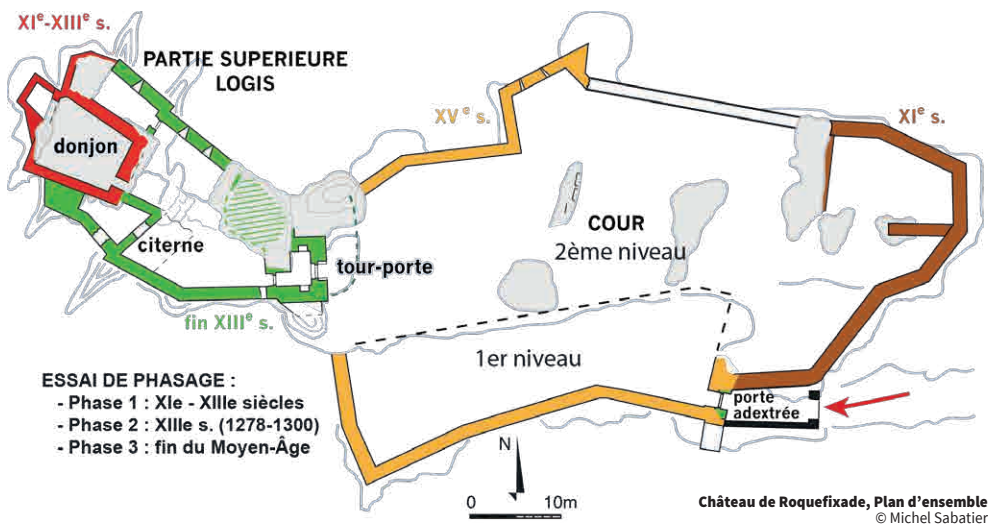 XIe-XIIIe s.
PARTIE SUPERIEURE
LOGIS
donjon
XVe s.
XIe s.
citerne
tour-porte
COUR
2ème niveau
fin XIIIe s.
1er niveau
ESSAI DE PHASAGE :
- Phase 1 : XIe - XIIIe siècles
- Phase 2 : XIIIe s. (1278-1300)
- Phase 3 : fin du Moyen-Âge
porte
adextrée
N
0 10m
Château de Roquefixade, Plan d’ensemble
© Michel Sabatier